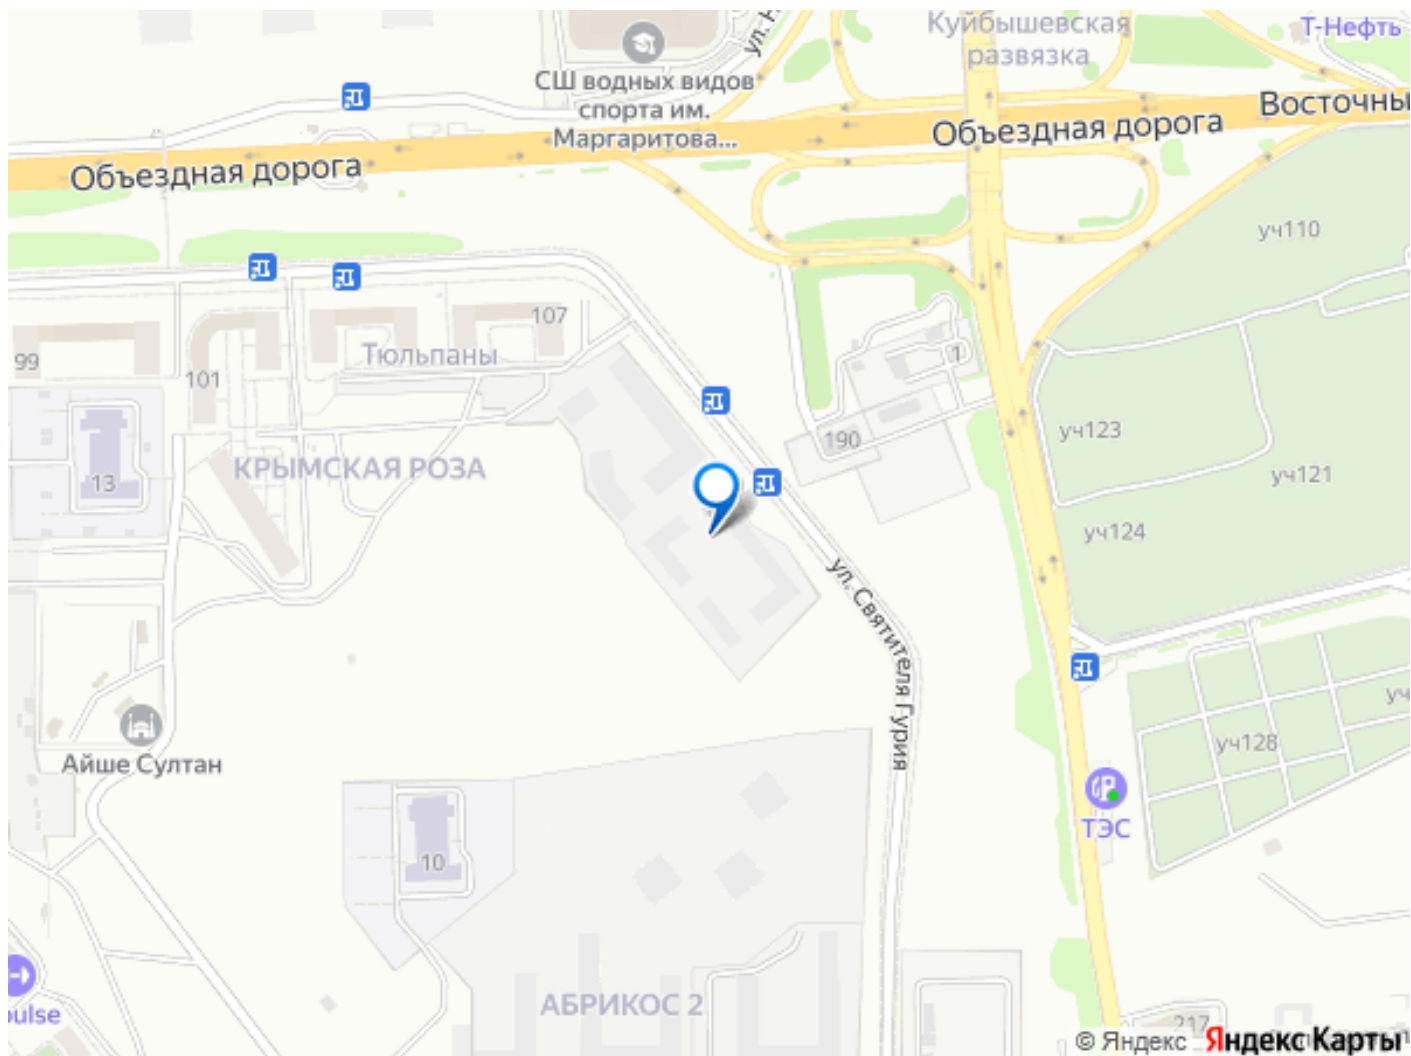 Куйбышевская
развязка
Т-Нефть
СШ водных видов
спорта им.
Маргаритова...
Восточны
Объездная дорога
Объездная дорога
уч110
107
99
Тюльпаны
101
1
190
уч123
КРЫМСКАЯ РОЗА
13
уч121
уч124
ул. Святителя Гурия
Айше Султан
уч128
ТЭС
10
АБРИКОС 2
217
© Яндекс Яндекс Карты